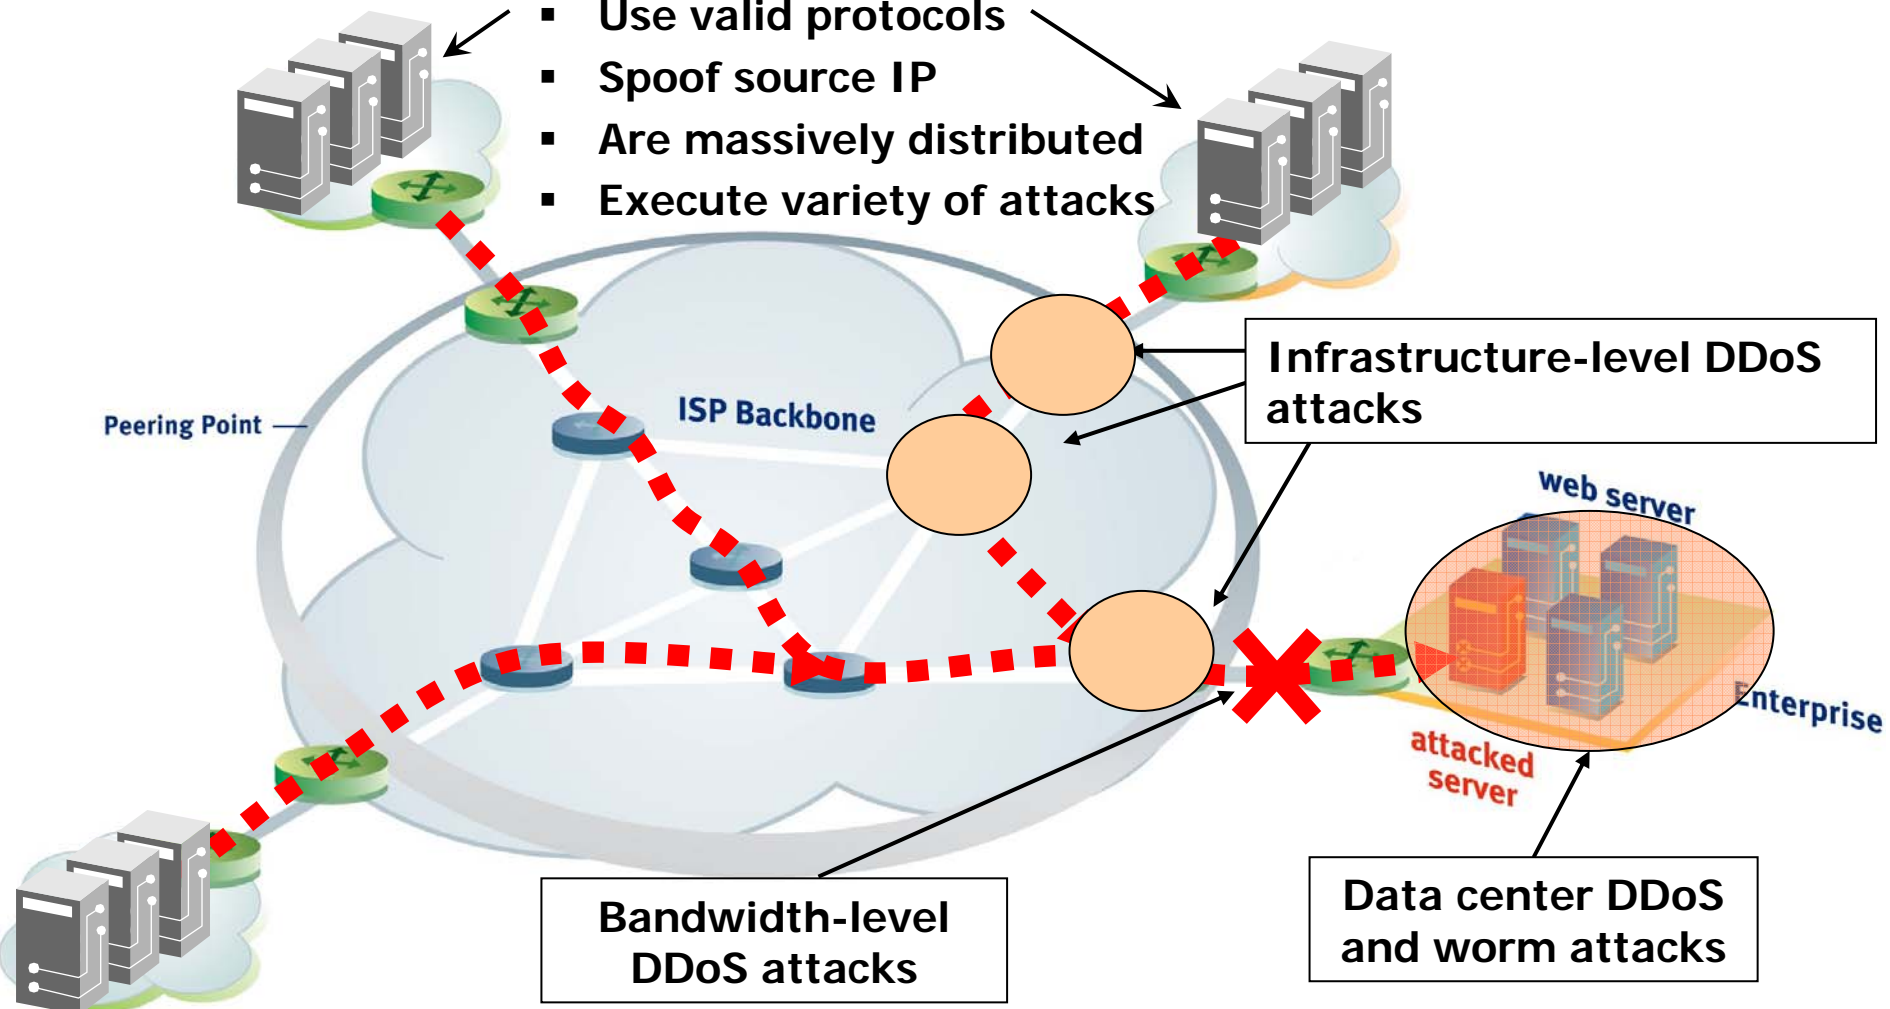 ▪ Use valid protocols
▪ Spoof source IP
▪ Are massively distributed
▪ Execute variety of attacks
Infrastructure-level DDoS
attacks
Peering Point
ISP Backbone
web server
Enterprise
attacked
server
Bandwidth-level
DDoS attacks
Data center DDoS
and worm attacks